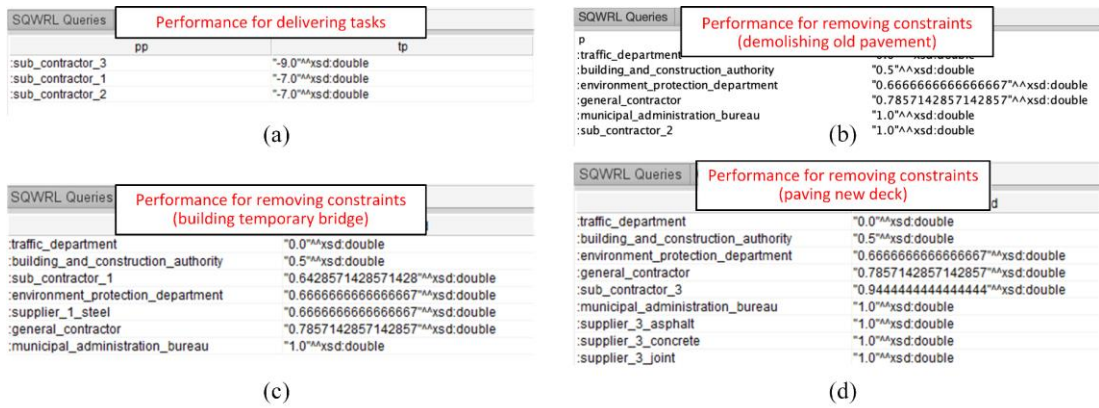 SQWRL Queries
Performance for delivering tasks
pp tp
:sub_contractor_3 "-9.0"^^xsd:double
:sub_contractor_1 "-7.0"^^xsd:double
:sub_contractor_2 "-7.0"^^xsd:double
(a)
SQWRL Queries
Performance for removing constraints
(demolishing old pavement)
p
:traffic_department
:building_and_construction_authority "0.5"^^xsd:double
:environment_protection_department "0.6666666666666667"^^xsd:double
:general_contractor "0.7857142857142857"^^xsd:double
:municipal_administration_bureau "1.0"^^xsd:double
:sub_contractor_2 "1.0"^^xsd:double
(b)
SQWRL Queries
Performance for removing constraints
(building temporary bridge)
:traffic_department "0.0"^^xsd:double
:building_and_construction_authority "0.5"^^xsd:double
:sub_contractor_1 "0.6428571428571428"^^xsd:double
:environment_protection_department "0.6666666666666667"^^xsd:double
:supplier_1_steel "0.6666666666666667"^^xsd:double
:general_contractor "0.7857142857142857"^^xsd:double
:municipal_administration_bureau "1.0"^^xsd:double
(c)
SQWRL Queries
Performance for removing constraints
(paving new deck)
d
:traffic_department "0.0"^^xsd:double
:building_and_construction_authority "0.5"^^xsd:double
:environment_protection_department "0.6666666666666667"^^xsd:double
:general_contractor "0.7857142857142857"^^xsd:double
:sub_contractor_3 "0.9444444444444444"^^xsd:double
:municipal_administration_bureau "1.0"^^xsd:double
:supplier_3_asphalt "1.0"^^xsd:double
:supplier_3_concrete "1.0"^^xsd:double
:supplier_3_joint "1.0"^^xsd:double
(d)